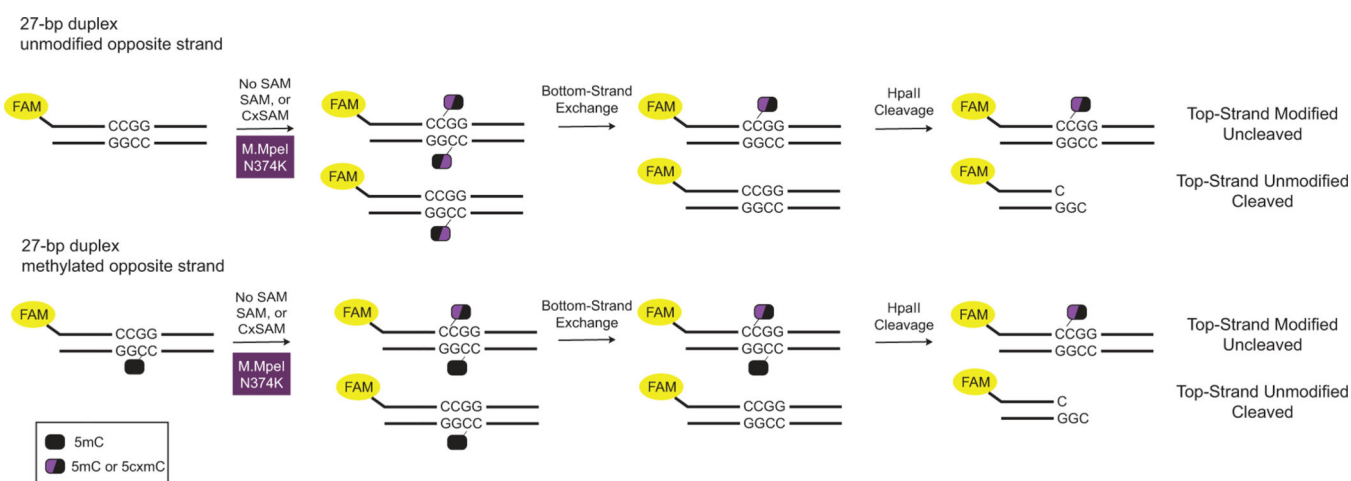 27-bp duplex
unmodified opposite strand
FAM
CCGG
GGCC
No SAM
SAM, or
CxSAM
M.MpeI
N374K
FAM
CCGG
GGCC
FAM
CCGG
GGCC
Bottom-Strand
Exchange
FAM
CCGG
GGCC
FAM
CCGG
GGCC
HpaII
Cleavage
FAM
CCGG
GGCC
FAM
C
GGC
Top-Strand Modified
Uncleaved
Top-Strand Unmodified
Cleaved
27-bp duplex
methylated opposite strand
FAM
CCGG
GGCC
No SAM
SAM, or
CxSAM
M.MpeI
N374K
FAM
CCGG
GGCC
FAM
CCGG
GGCC
Bottom-Strand
Exchange
FAM
CCGG
GGCC
FAM
CCGG
GGCC
HpaII
Cleavage
FAM
CCGG
GGCC
FAM
C
GGC
Top-Strand Modified
Uncleaved
Top-Strand Unmodified
Cleaved
5mC
5mC or 5cxmC